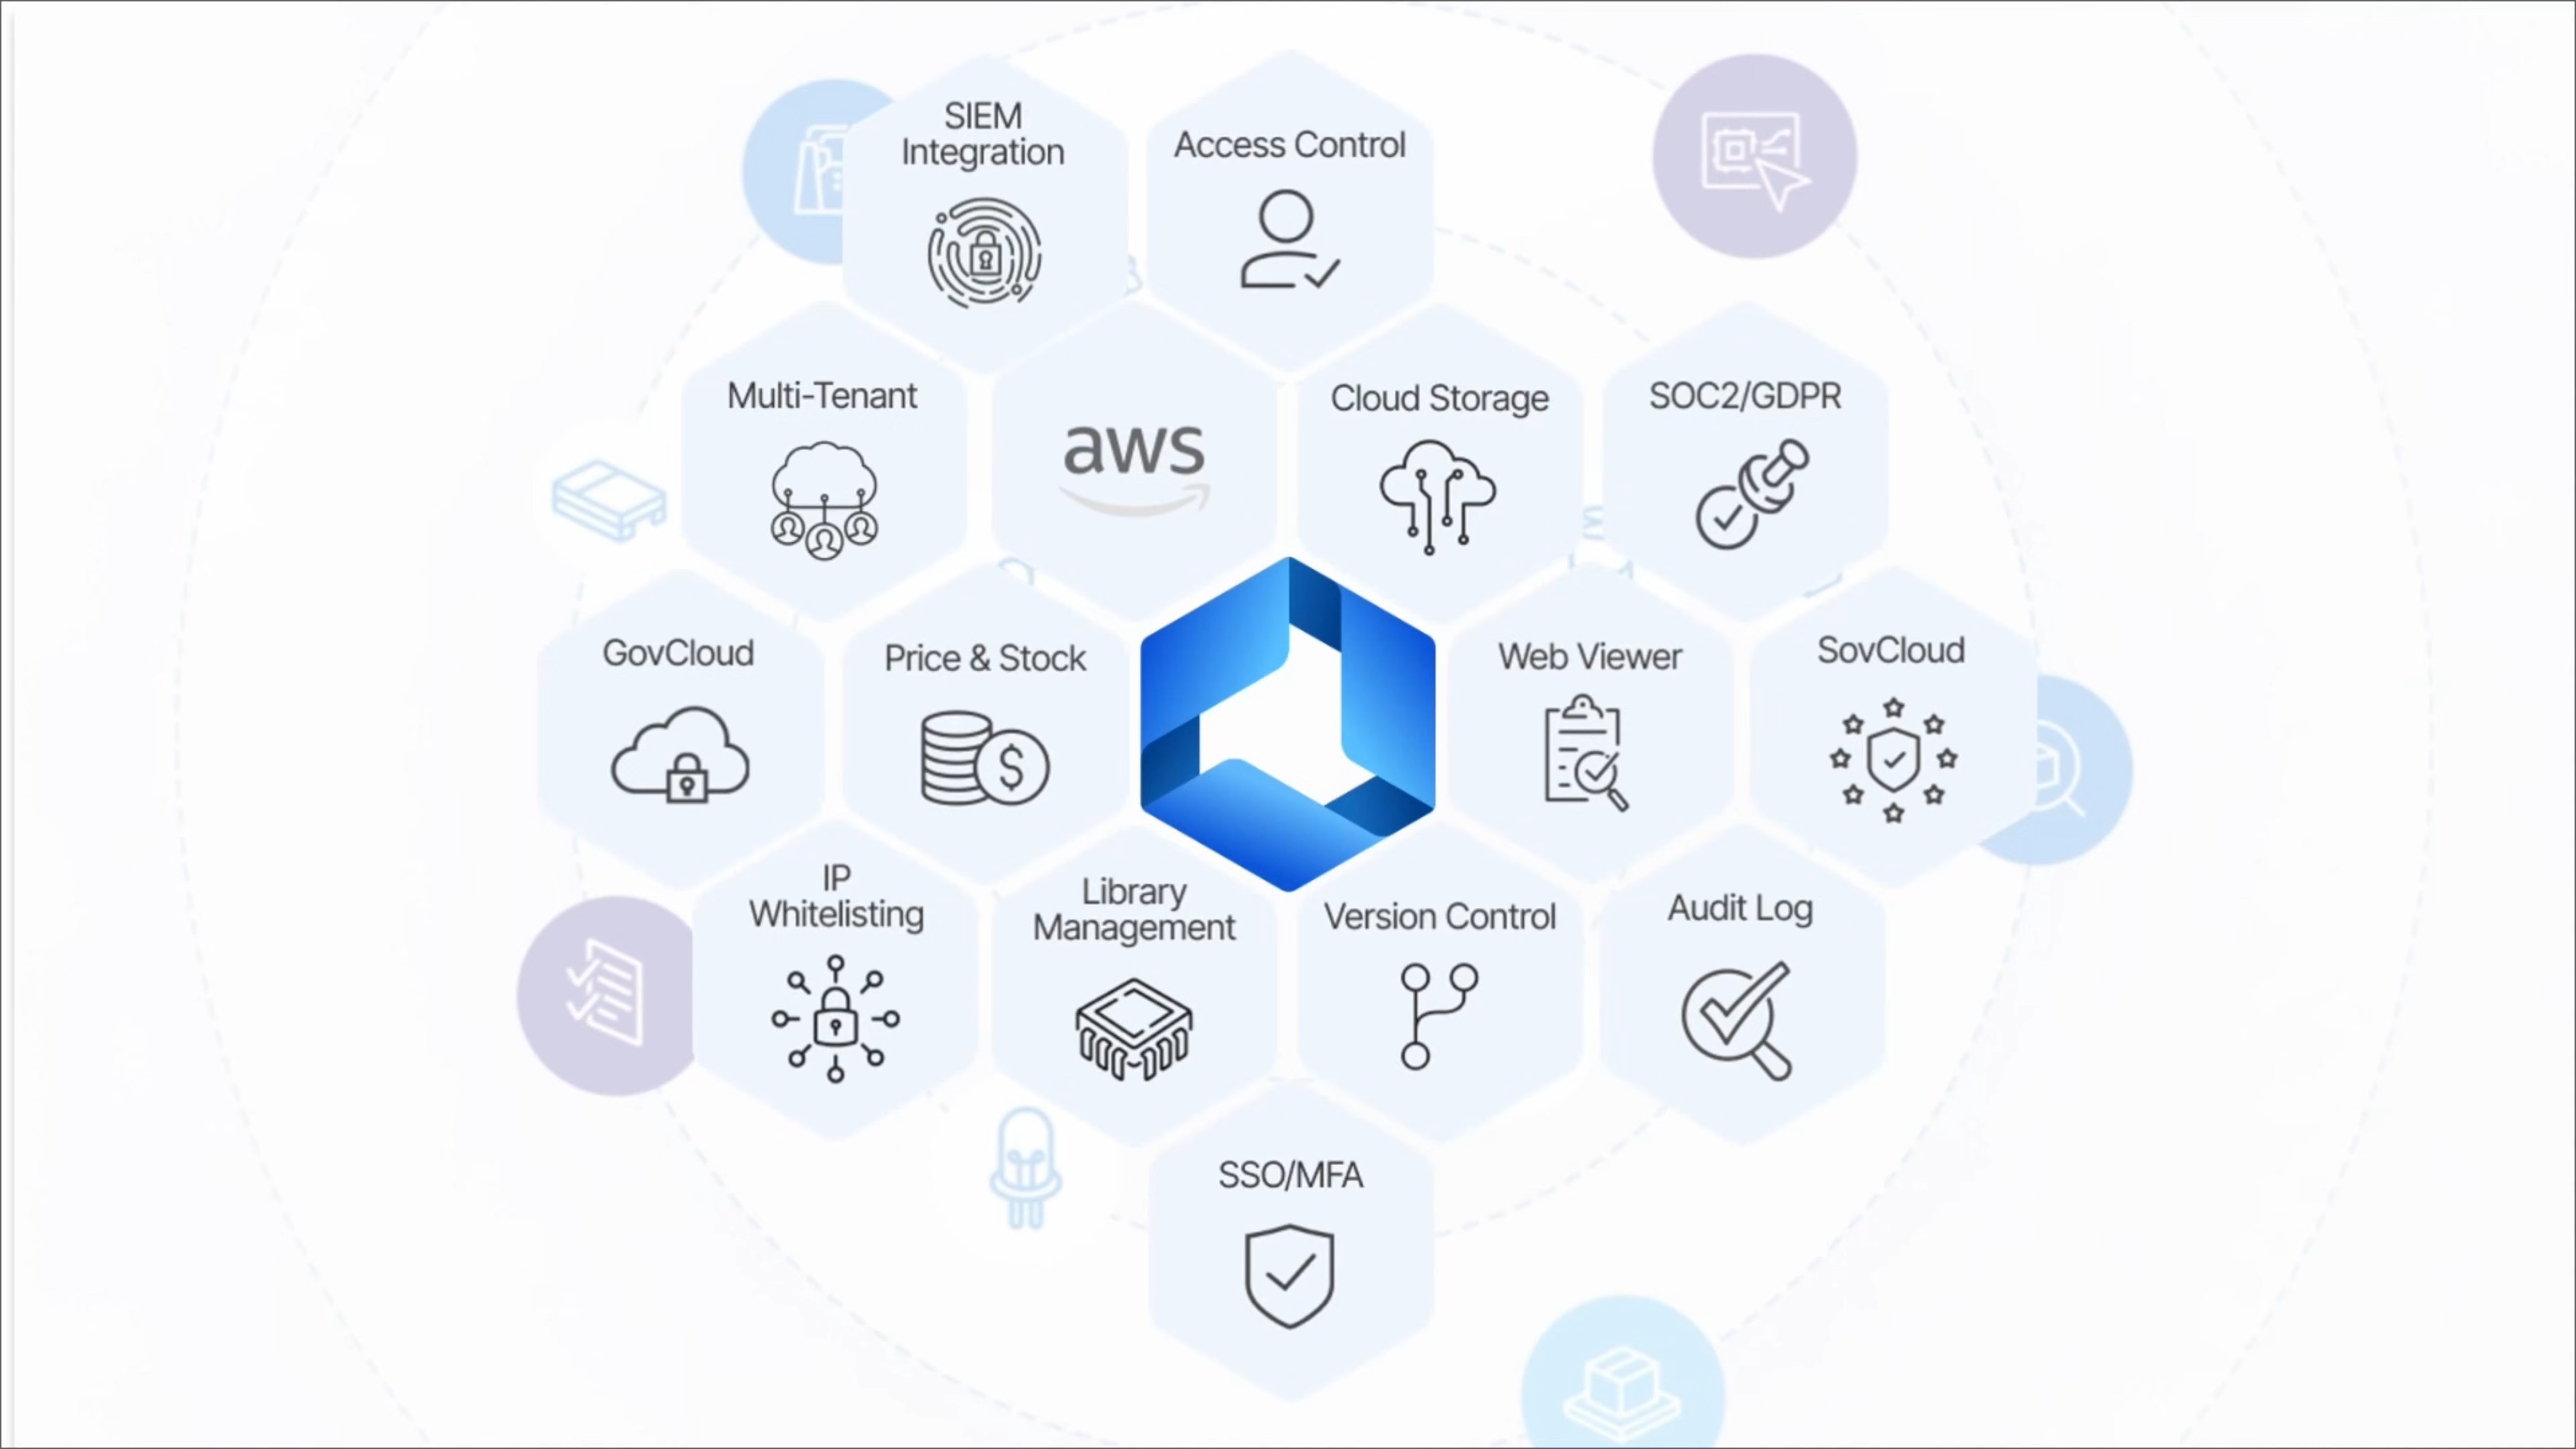 SIEM
Integration
Access Control
Multi-Tenant
aws
Cloud Storage
SOC2/GDPR
GovCloud
Price & Stock
Web Viewer
SovCloud
IP
Whitelisting
Library
Management
Version Control
Audit Log
SSO/MFA